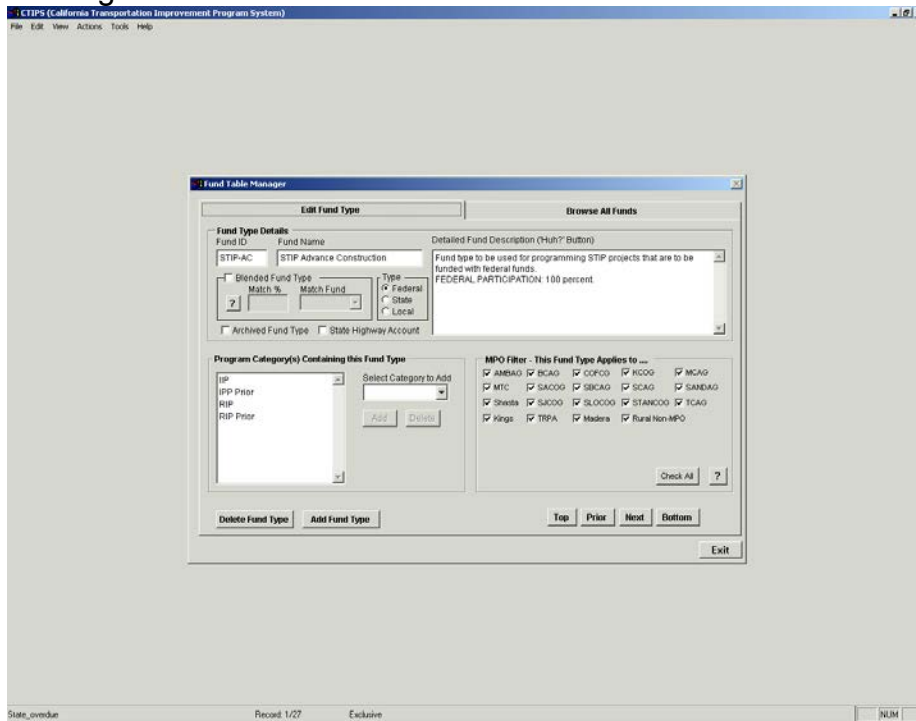 CTIPS (California Transportation Improvement Program System)
File Edit View Actions Tools Help
Fund Table Manager
Edit Fund Type Browse All Funds
Fund Type Details
Fund ID Fund Name Detailed Fund Description ('Huh?' Button)
STIP-AC STIP Advance Construction
Fund type to be used for programming STIP projects that are to be
funded with federal funds.
FEDERAL PARTICIPATION: 100 percent.
Blended Fund Type Type
Match % Match Fund Federal
? State
Local
Archived Fund Type State Highway Account
Program Category(s) Containing this Fund Type
IIP
IPP Prior
RIP
RIP Prior
Select Category to Add
Add Delete
MPO Filter - This Fund Type Applies to ....
AMBAG BCAG COFCG KCOG MCAG
MTC SACOG SBCAG SCAG SANDAG
Shasta SJCOG SLOCOG STANCOG TCAG
Kings TRPA Madera Rural Non-MPO
Check All ?
Delete Fund Type Add Fund Type Top Prior Next Bottom
Exit
State_overdue Record: 1/27 Exclusive NUM